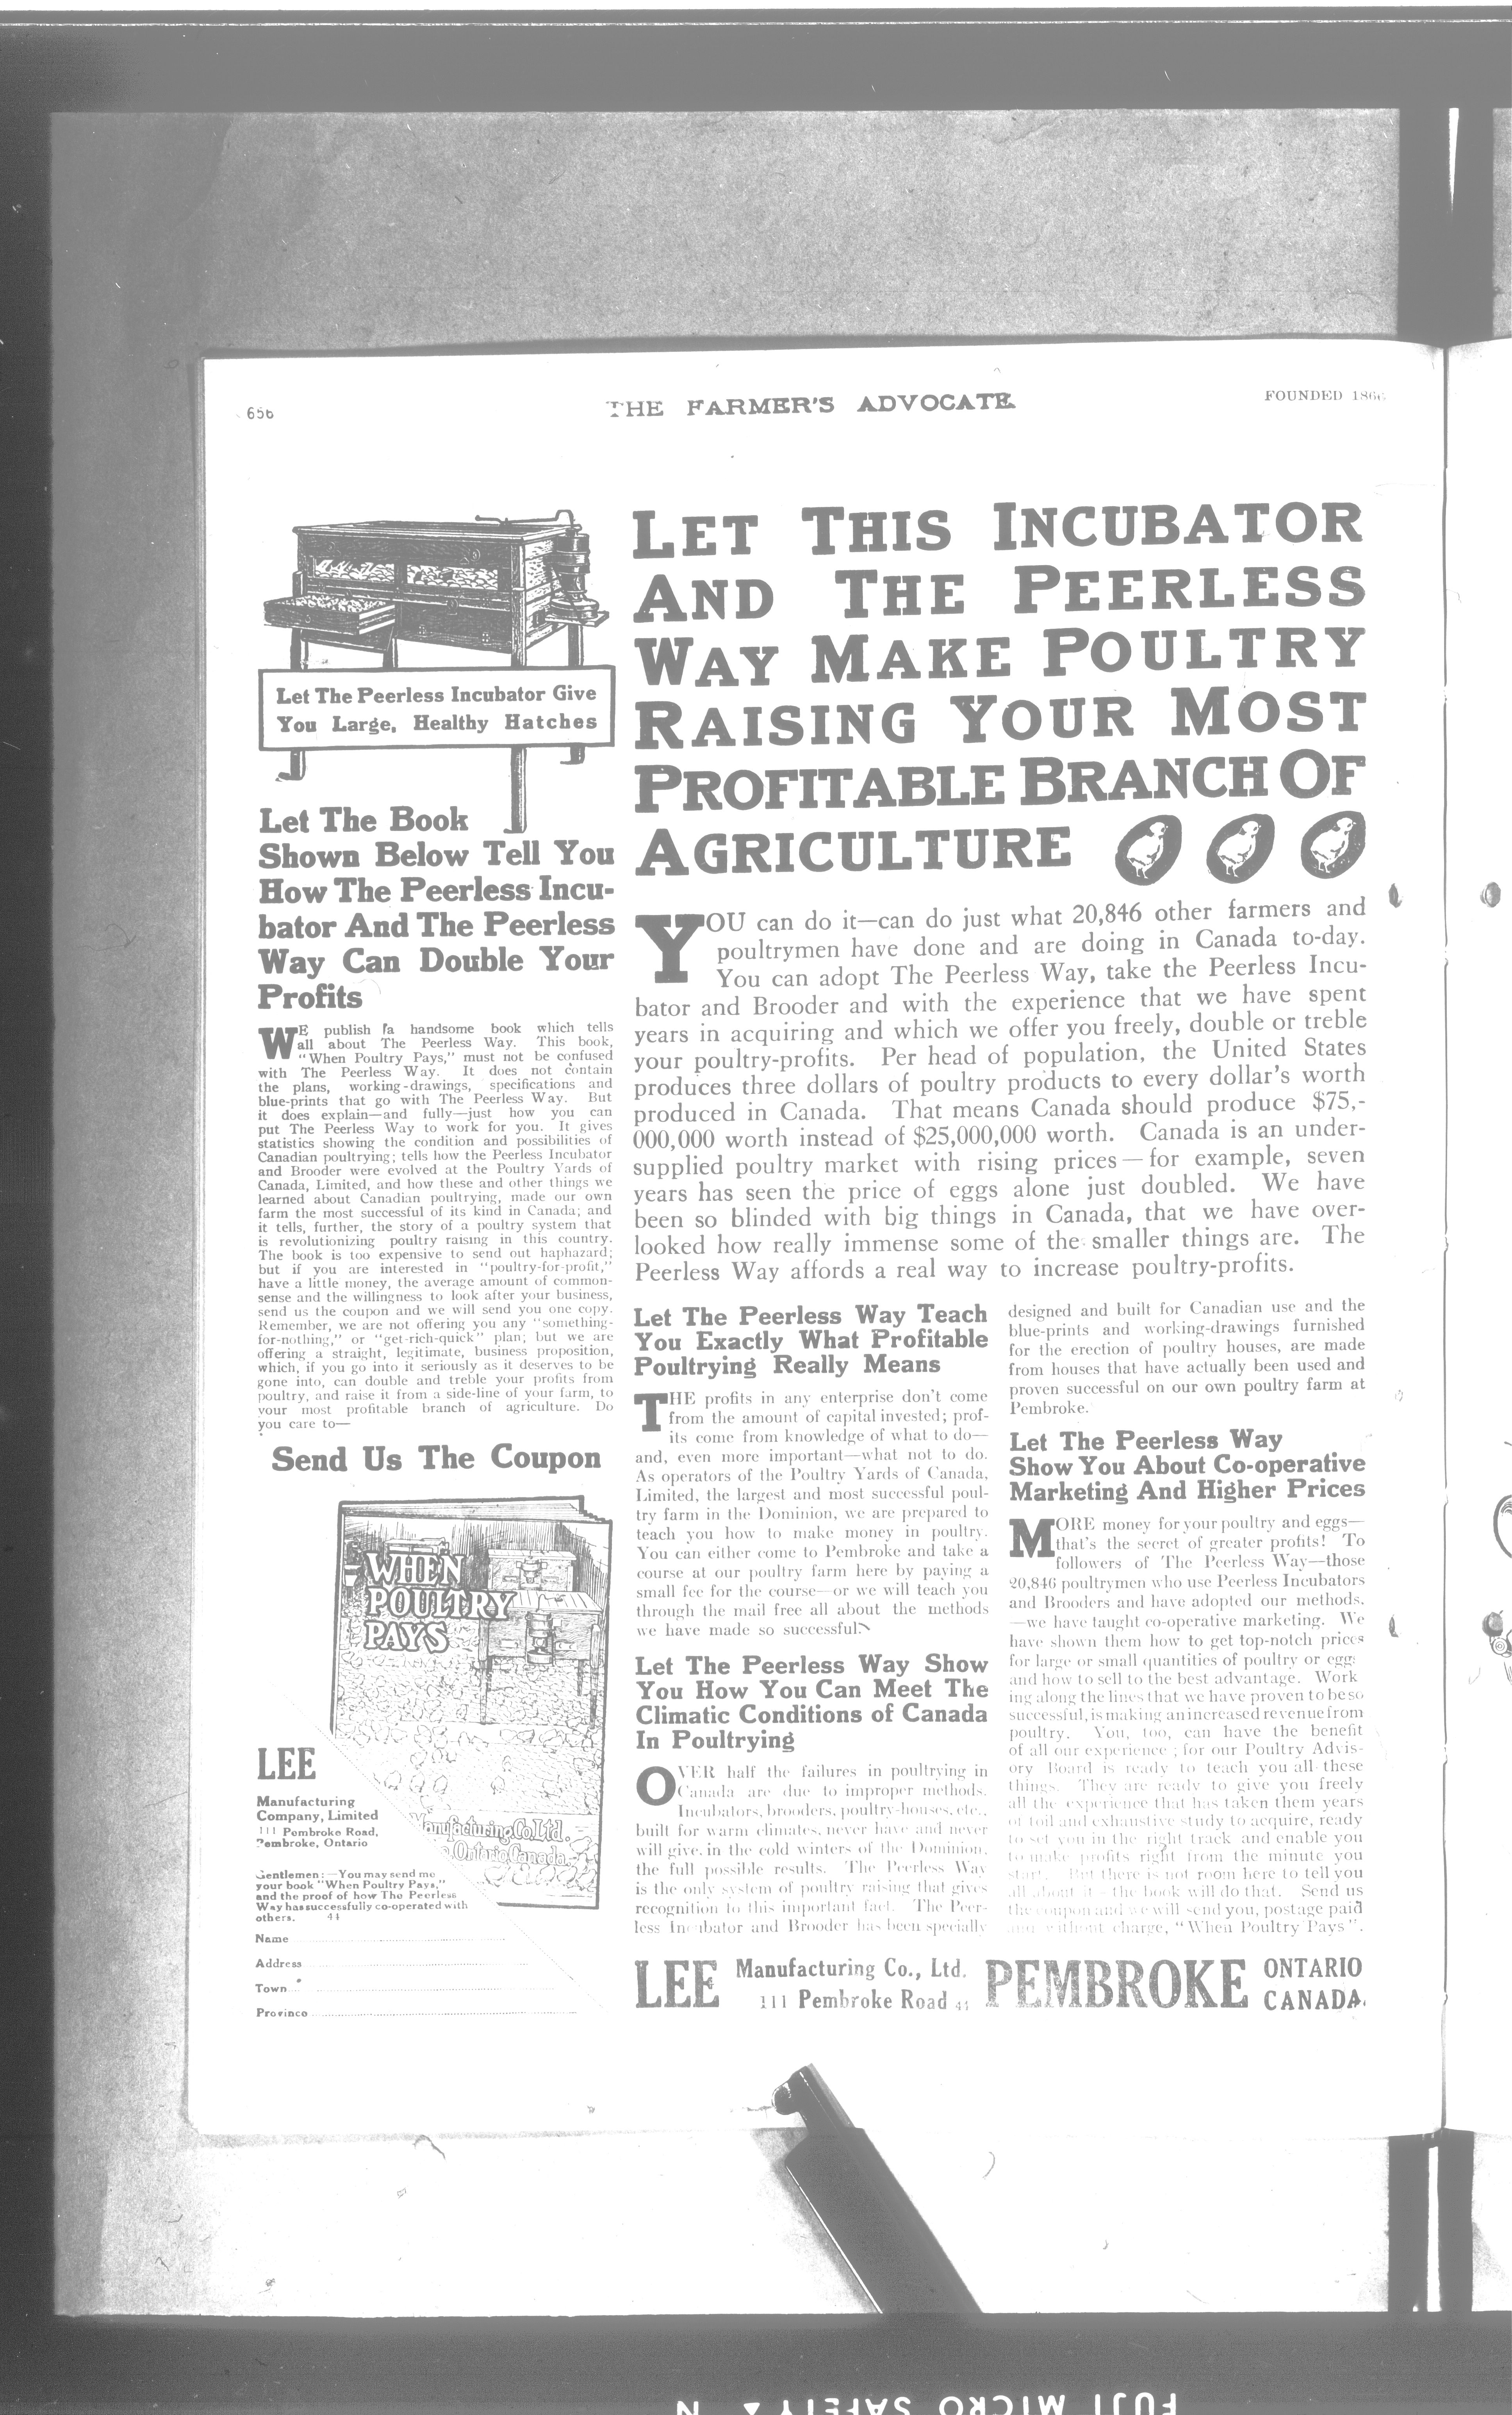 656
THE FARMER'S ADVOCATE
FOUNDED 1866
Let The Peerless Incubator Give
You Large, Healthy Hatches
Let The Book
Shown Below Tell You
How The Peerless Incu-
bator And The Peerless
Way Can Double Your
Profits
WE publish a handsome book which tells
all about The Peerless Way. This book,
"When Poultry Pays," must not be confused
with The Peerless Way. It does not contain
the plans, working-drawings, specifications and
blue-prints that go with The Peerless Way. But
it does explain—and fully—just how you can
put The Peerless Way to work for you. It gives
statistics showing the condition and possibilities of
Canadian poultrying; tells how the Peerless Incubator
and Brooder were evolved at the Poultry Yards of
Canada, Limited, and how these and other things we
learned about Canadian poultrying, made our own
farm the most successful of its kind in Canada; and
it tells, further, the story of a poultry system that
is revolutionizing poultry raising in this country.
The book is too expensive to send out haphazard;
but if you are interested in "poultry-for-profit,"
have a little money, the average amount of common-
sense and the willingness to look after your business,
send us the coupon and we will send you one copy.
Remember, we are not offering you any "something-
for-nothing," or "get-rich-quick" plan; but we are
offering a straight, legitimate, business proposition,
which, if you go into it seriously as it deserves to be
gone into, can double and treble your profits from
poultry, and raise it from a side-line of your farm, to
your most profitable branch of agriculture. Do
you care to—
Send Us The Coupon
WHEN
POULTRY
PAYS
Manufacturing Co. Ltd.
Ontario Canada
LEE
Manufacturing
Company, Limited
111 Pembroke Road,
Pembroke, Ontario
Gentlemen:—You may send me
your book "When Poultry Pays,"
and the proof of how The Peerless
Way has successfully co-operated with
others. 44
Name
Address
Town
Province
LET THIS INCUBATOR
AND THE PEERLESS
WAY MAKE POULTRY
RAISING YOUR MOST
PROFITABLE BRANCH OF
AGRICULTURE
YOU can do it—can do just what 20,846 other farmers and
poultrymen have done and are doing in Canada to-day.
You can adopt The Peerless Way, take the Peerless Incu-
bator and Brooder and with the experience that we have spent
years in acquiring and which we offer you freely, double or treble
your poultry-profits. Per head of population, the United States
produces three dollars of poultry products to every dollar's worth
produced in Canada. That means Canada should produce $75,-
000,000 worth instead of $25,000,000 worth. Canada is an under-
supplied poultry market with rising prices—for example, seven
years has seen the price of eggs alone just doubled. We have
been so blinded with big things in Canada, that we have over-
looked how really immense some of the smaller things are. The
Peerless Way affords a real way to increase poultry-profits.
Let The Peerless Way Teach
You Exactly What Profitable
Poultrying Really Means
THE profits in any enterprise don't come
from the amount of capital invested; prof-
its come from knowledge of what to do—
and, even more important—what not to do.
As operators of the Poultry Yards of Canada,
Limited, the largest and most successful poul-
try farm in the Dominion, we are prepared to
teach you how to make money in poultry.
You can either come to Pembroke and take a
course at our poultry farm here by paying a
small fee for the course—or we will teach you
through the mail free all about the methods
we have made so successful.
Let The Peerless Way Show
You How You Can Meet The
Climatic Conditions of Canada
In Poultrying
OVER half the failures in poultrying in
Canada are due to improper methods.
Incubators, brooders, poultry-houses, etc.,
built for warm climates, never have and never
will give, in the cold winters of the Dominion,
the full possible results. The Peerless Way
is the only system of poultry raising that gives
recognition to this important fact. The Peer-
less Incubator and Brooder has been specially
designed and built for Canadian use and the
blue-prints and working-drawings furnished
for the erection of poultry houses, are made
from houses that have actually been used and
proven successful on our own poultry farm at
Pembroke.
Let The Peerless Way
Show You About Co-operative
Marketing And Higher Prices
MORE money for your poultry and eggs—
that's the secret of greater profits! To
followers of The Peerless Way—those
20,846 poultrymen who use Peerless Incubators
and Brooders and have adopted our methods.
—we have taught co-operative marketing. We
have shown them how to get top-notch prices
for large or small quantities of poultry or eggs
and how to sell to the best advantage. Work
ing along the lines that we have proven to be so
successful, is making an increased revenue from
poultry. You, too, can have the benefit
of all our experience; for our Poultry Advis-
ory Board is ready to teach you all these
things. They are ready to give you freely
all the experience that has taken them years
of toil and exhaustive study to acquire, ready
to set you in the right track and enable you
to make profits right from the minute you
start. But there is not room here to tell you
all about it—the book will do that. Send us
the coupon and we will send you, postage paid
and without charge, "When Poultry Pays".
LEE Manufacturing Co., Ltd. PEMBROKE ONTARIO
111 Pembroke Road 44 CANADA
FUJI MICRO SAFETY